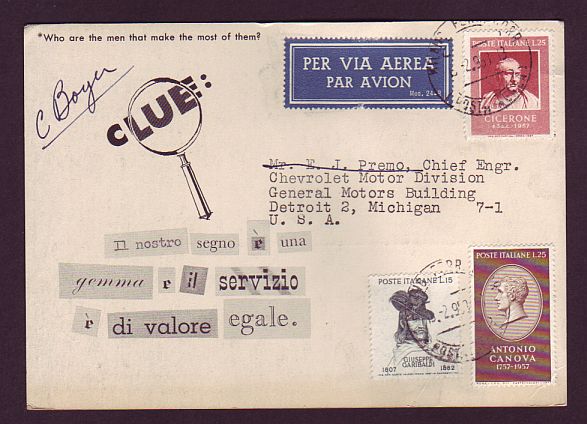 *Who are the men that make the most of them?
C Boyer
CLUE:
PER VIA AEREA
PAR AVION
POSTE ITALIANE L.25
CICERONE
Mr. E. J. Premo, Chief Engr.
Chevrolet Motor Division
General Motors Building
Detroit 2, Michigan 7-1
U. S. A.
Il nostro segno è una
gemma e il servizio
è di valore egale.
POSTE ITALIANE L.15
GIUSEPPE
GARIBALDI
1807 1882
POSTE ITALIANE L.25
ANTONIO
CANOVA
1757-1957